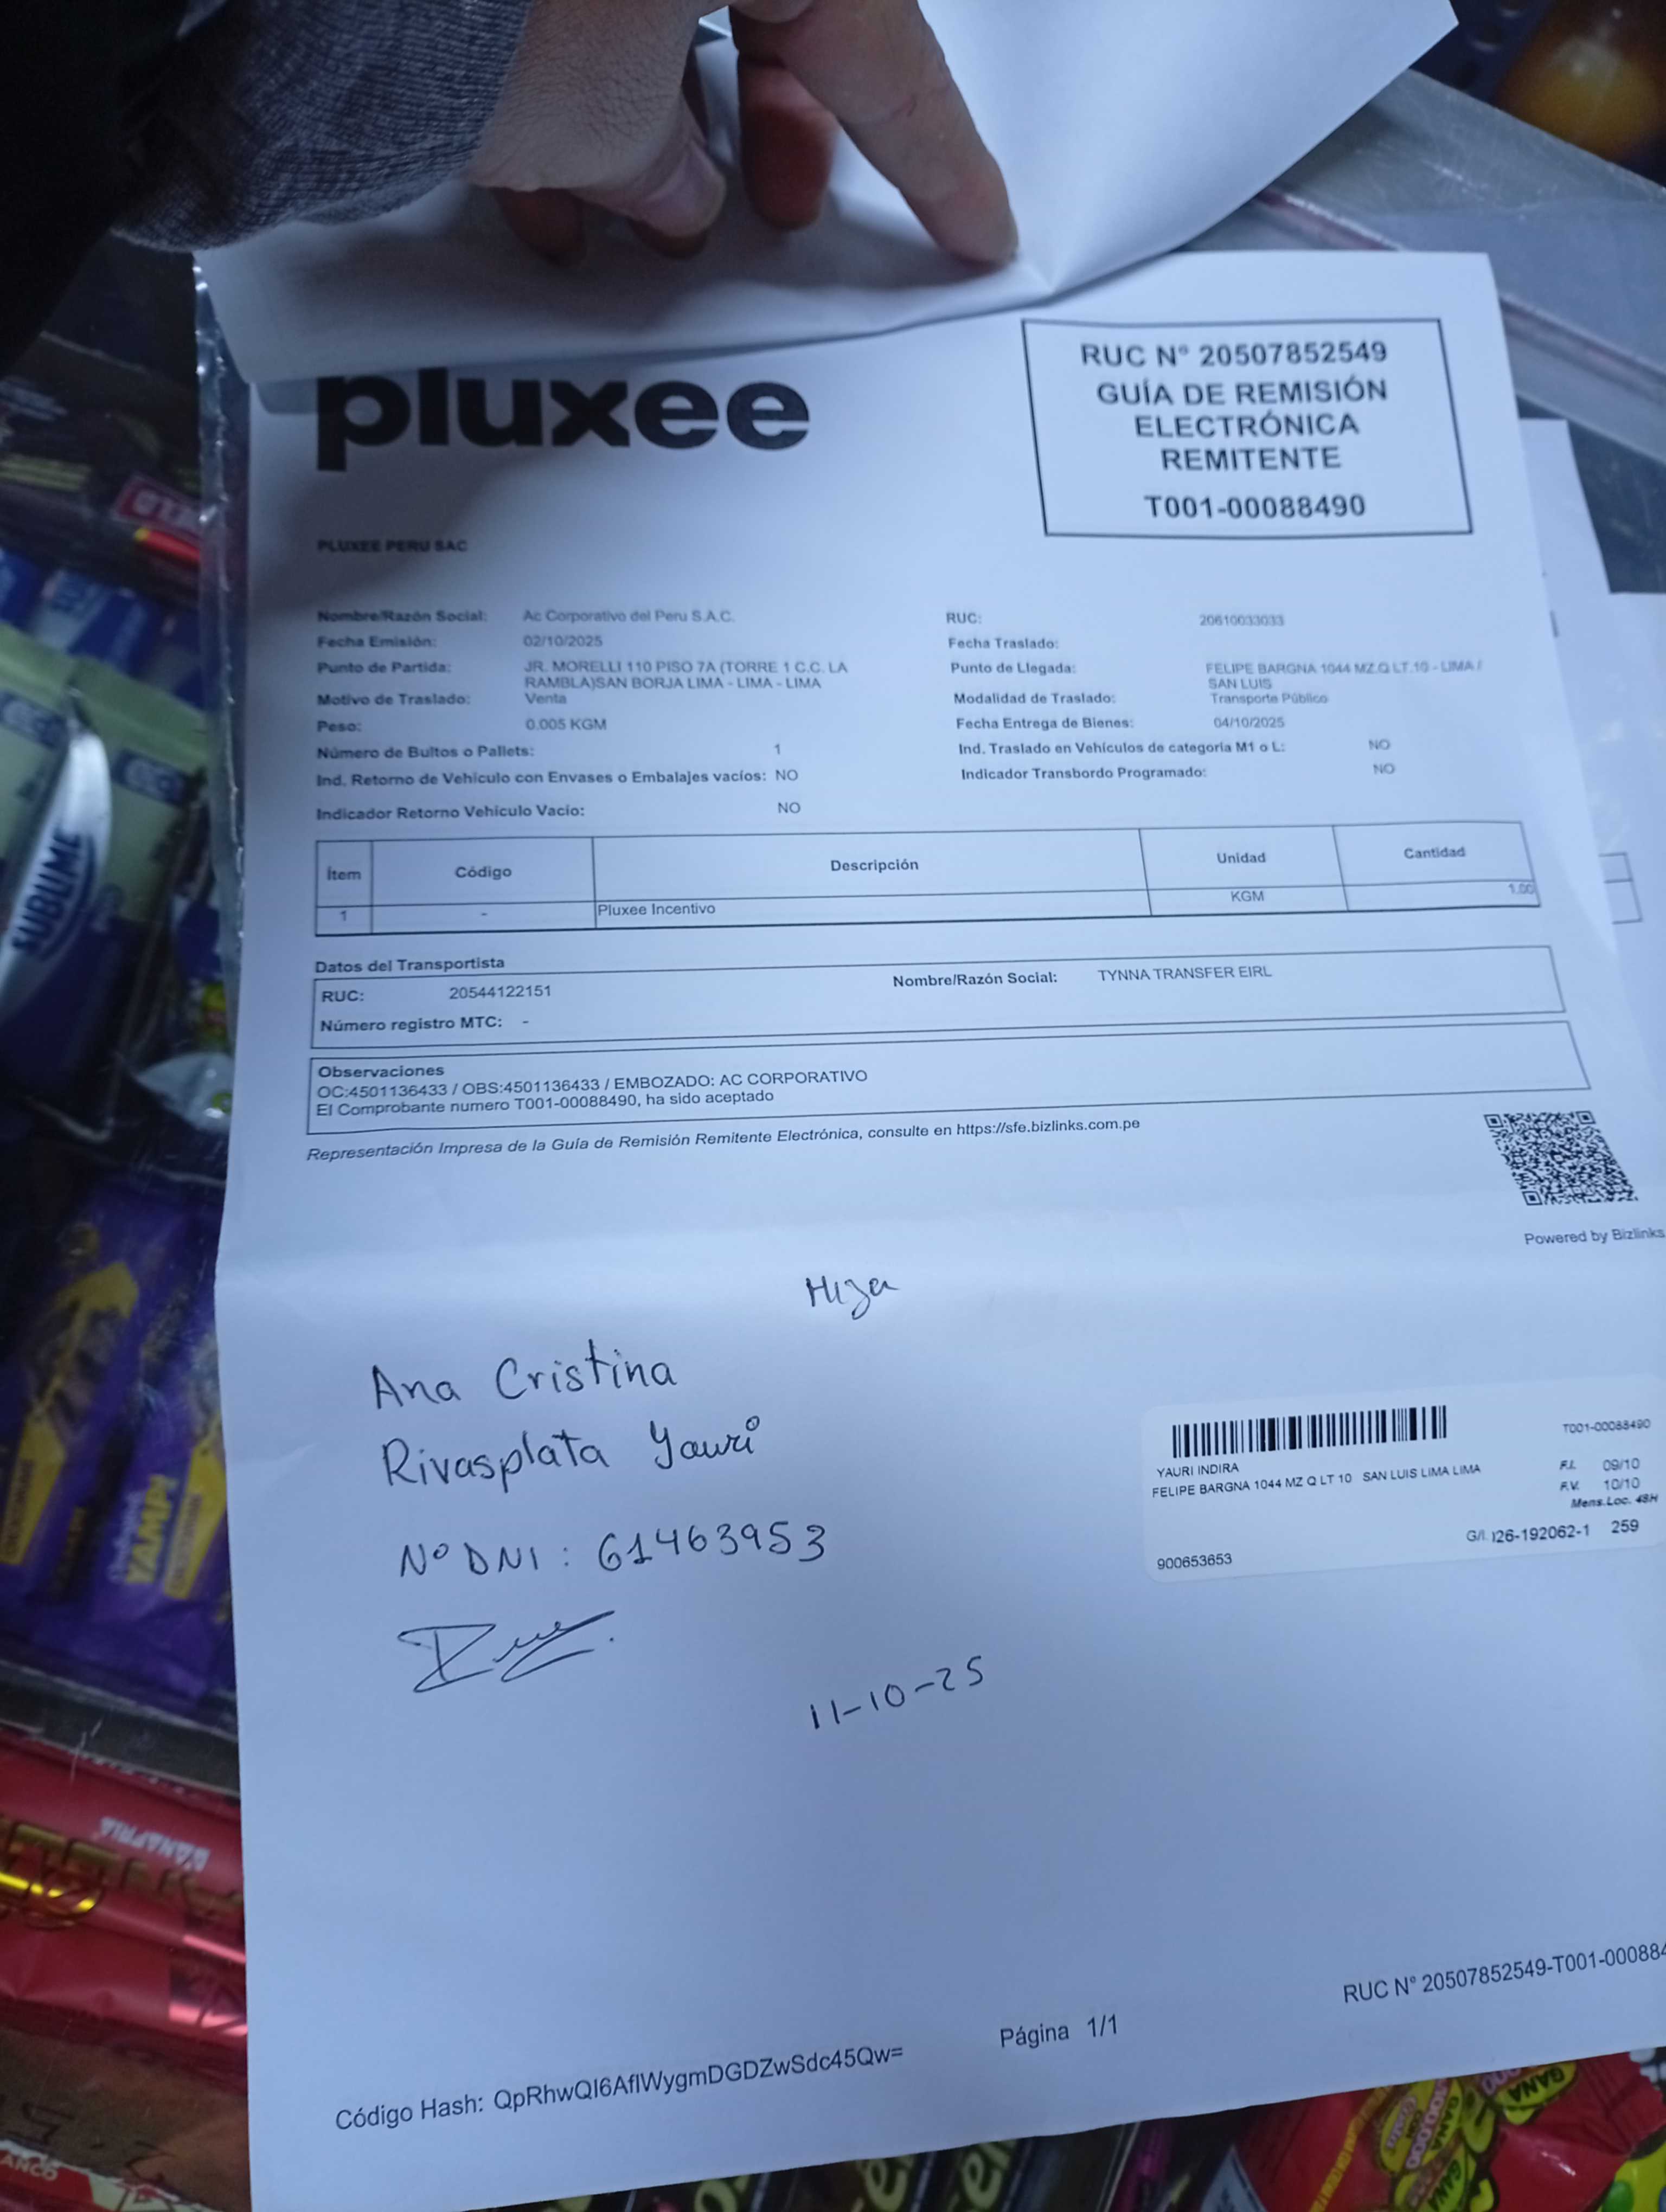 pluxee
RUC N° 20507852549
GUÍA DE REMISIÓN
ELECTRÓNICA
REMITENTE
T001-00088490
PLUXEE PERU SAC
Nombre/Razón Social: Ac Corporativo del Peru S.A.C.
RUC: 20610033033
Fecha Emisión: 02/10/2025
Fecha Traslado:
Punto de Partida: JR. MORELLI 110 PISO 7A (TORRE 1 C.C. LA
RAMBLA)SAN BORJA LIMA - LIMA - LIMA
Punto de Llegada: FELIPE BARGNA 1044 MZ.Q LT.10 - LIMA /
SAN LUIS
Motivo de Traslado: Venta
Modalidad de Traslado: Transporte Público
Peso: 0.005 KGM
Fecha Entrega de Bienes: 04/10/2025
Número de Bultos o Pallets: 1
Ind. Traslado en Vehículos de categoría M1 o L: NO
Ind. Retorno de Vehículo con Envases o Embalajes vacíos: NO
Indicador Transbordo Programado: NO
Indicador Retorno Vehículo Vacío: NO
Ítem Código Descripción Unidad Cantidad
1 - Pluxee Incentivo KGM 1.00
Datos del Transportista
RUC: 20544122151 Nombre/Razón Social: TYNNA TRANSFER EIRL
Número registro MTC: -
Observaciones
OC:4501136433 / OBS:4501136433 / EMBOZADO: AC CORPORATIVO
El Comprobante numero T001-00088490, ha sido aceptado
Representación Impresa de la Guía de Remisión Remitente Electrónica, consulte en https://sfe.bizlinks.com.pe
Powered by Bizlinks
Hija
Ana Cristina
Rivasplata Yauri
N° DNI : 61463953
11-10-25
T001-00088490
YAURI INDIRA
FELIPE BARGNA 1044 MZ Q LT 10 SAN LUIS LIMA LIMA
F.I. 09/10
F.V. 10/10
Mens.Loc. 48H
G/I. )26-192062-1 259
900653653
RUC N° 20507852549-T001-000884
Página 1/1
Código Hash: QpRhwQI6AflWygmDGDZwSdc45Qw=
SUBLIME
YAMPI
DONAFRIA
GANA